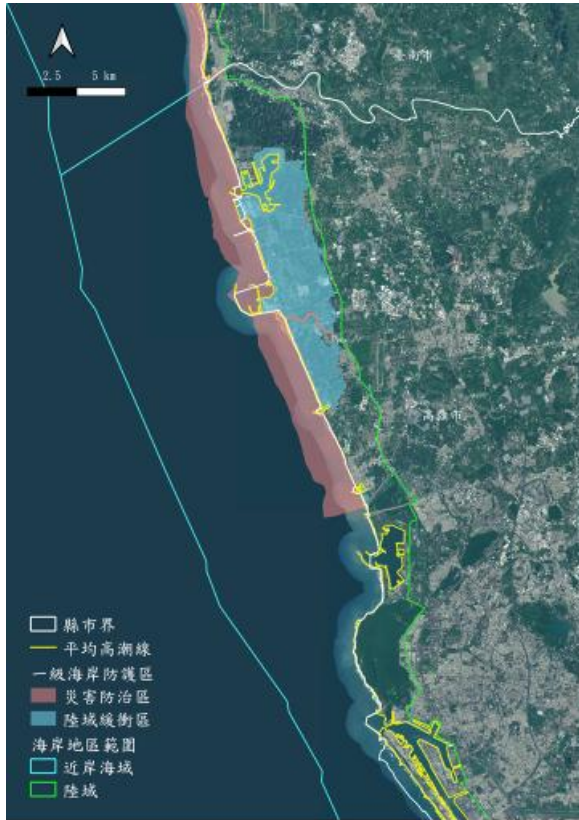 2.5 5 km
臺南市
高雄市
縣市界
平均高潮線
一級海岸防護區
災害防治區
陸域緩衝區
海岸地區範圍
近岸海域
陸域